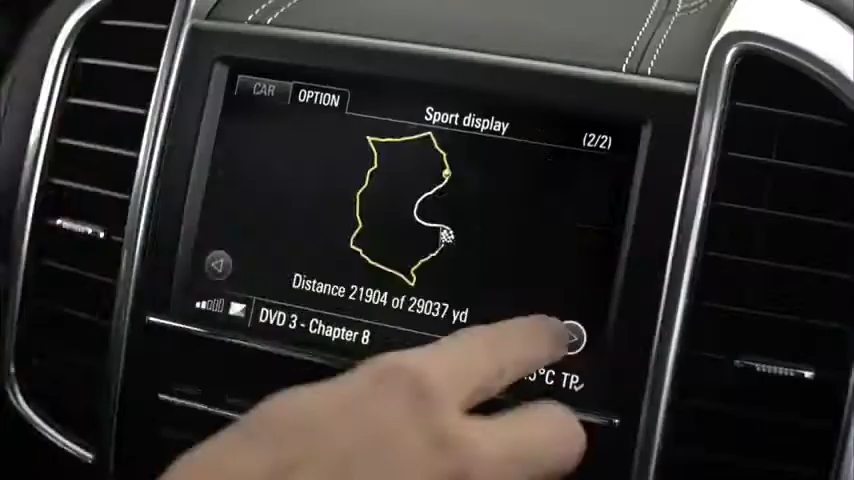 CAR
OPTION
Sport display
(2/2)
Distance 21904 of 29037 yd
DVD 3 - Chapter 8
°C TP